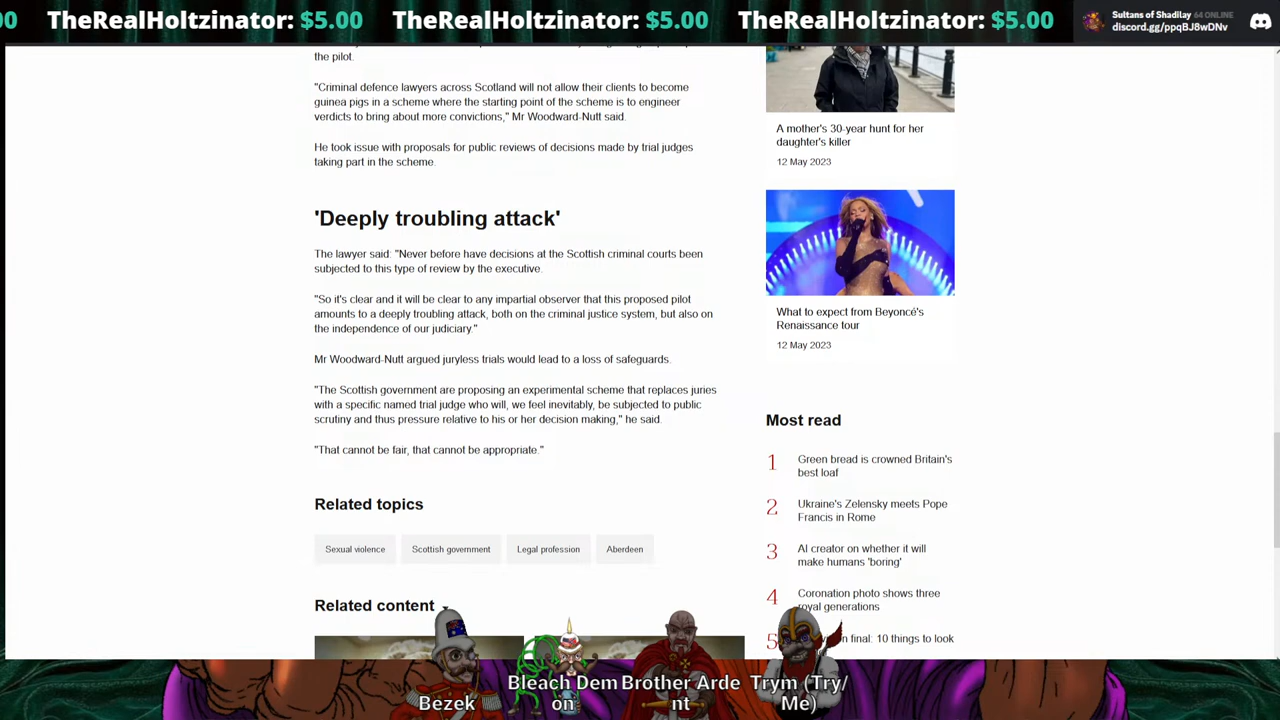 0
TheRealHoltzinator: $5.00
TheRealHoltzinator: $5.00
TheRealHoltzinator: $5.00
Sultans of Shadilay 64 ONLINE
discord.gg/ppqBJ8wDNv
the pilot.
"Criminal defence lawyers across Scotland will not allow their clients to become
guinea pigs in a scheme where the starting point of the scheme is to engineer
verdicts to bring about more convictions," Mr Woodward-Nutt said.
He took issue with proposals for public reviews of decisions made by trial judges
taking part in the scheme.
'Deeply troubling attack'
The lawyer said: "Never before have decisions at the Scottish criminal courts been
subjected to this type of review by the executive.
"So it's clear and it will be clear to any impartial observer that this proposed pilot
amounts to a deeply troubling attack, both on the criminal justice system, but also on
the independence of our judiciary."
Mr Woodward-Nutt argued juryless trials would lead to a loss of safeguards.
"The Scottish government are proposing an experimental scheme that replaces juries
with a specific named trial judge who will, we feel inevitably, be subjected to public
scrutiny and thus pressure relative to his or her decision making," he said.
"That cannot be fair, that cannot be appropriate."
Related topics
Sexual violence
Scottish government
Legal profession
Aberdeen
Related content
A mother's 30-year hunt for her
daughter's killer
12 May 2023
What to expect from Beyoncé's
Renaissance tour
12 May 2023
Most read
1
Green bread is crowned Britain's
best loaf
2
Ukraine's Zelensky meets Pope
Francis in Rome
3
AI creator on whether it will
make humans 'boring'
4
Coronation photo shows three
royal generations
5
final: 10 things to look
Bezek
Bleach Dem
on
Brother Arde
nt
Trym (Try/
Me)